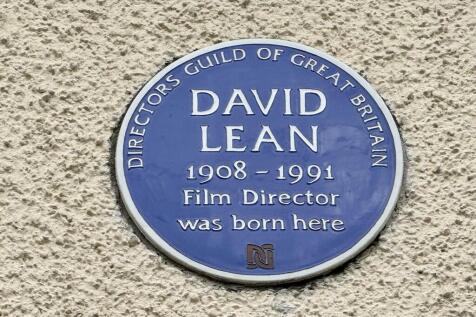 DIRECTORS GUILD OF GREAT BRITAIN
DAVID
LEAN
1908 - 1991
Film Director
was born here